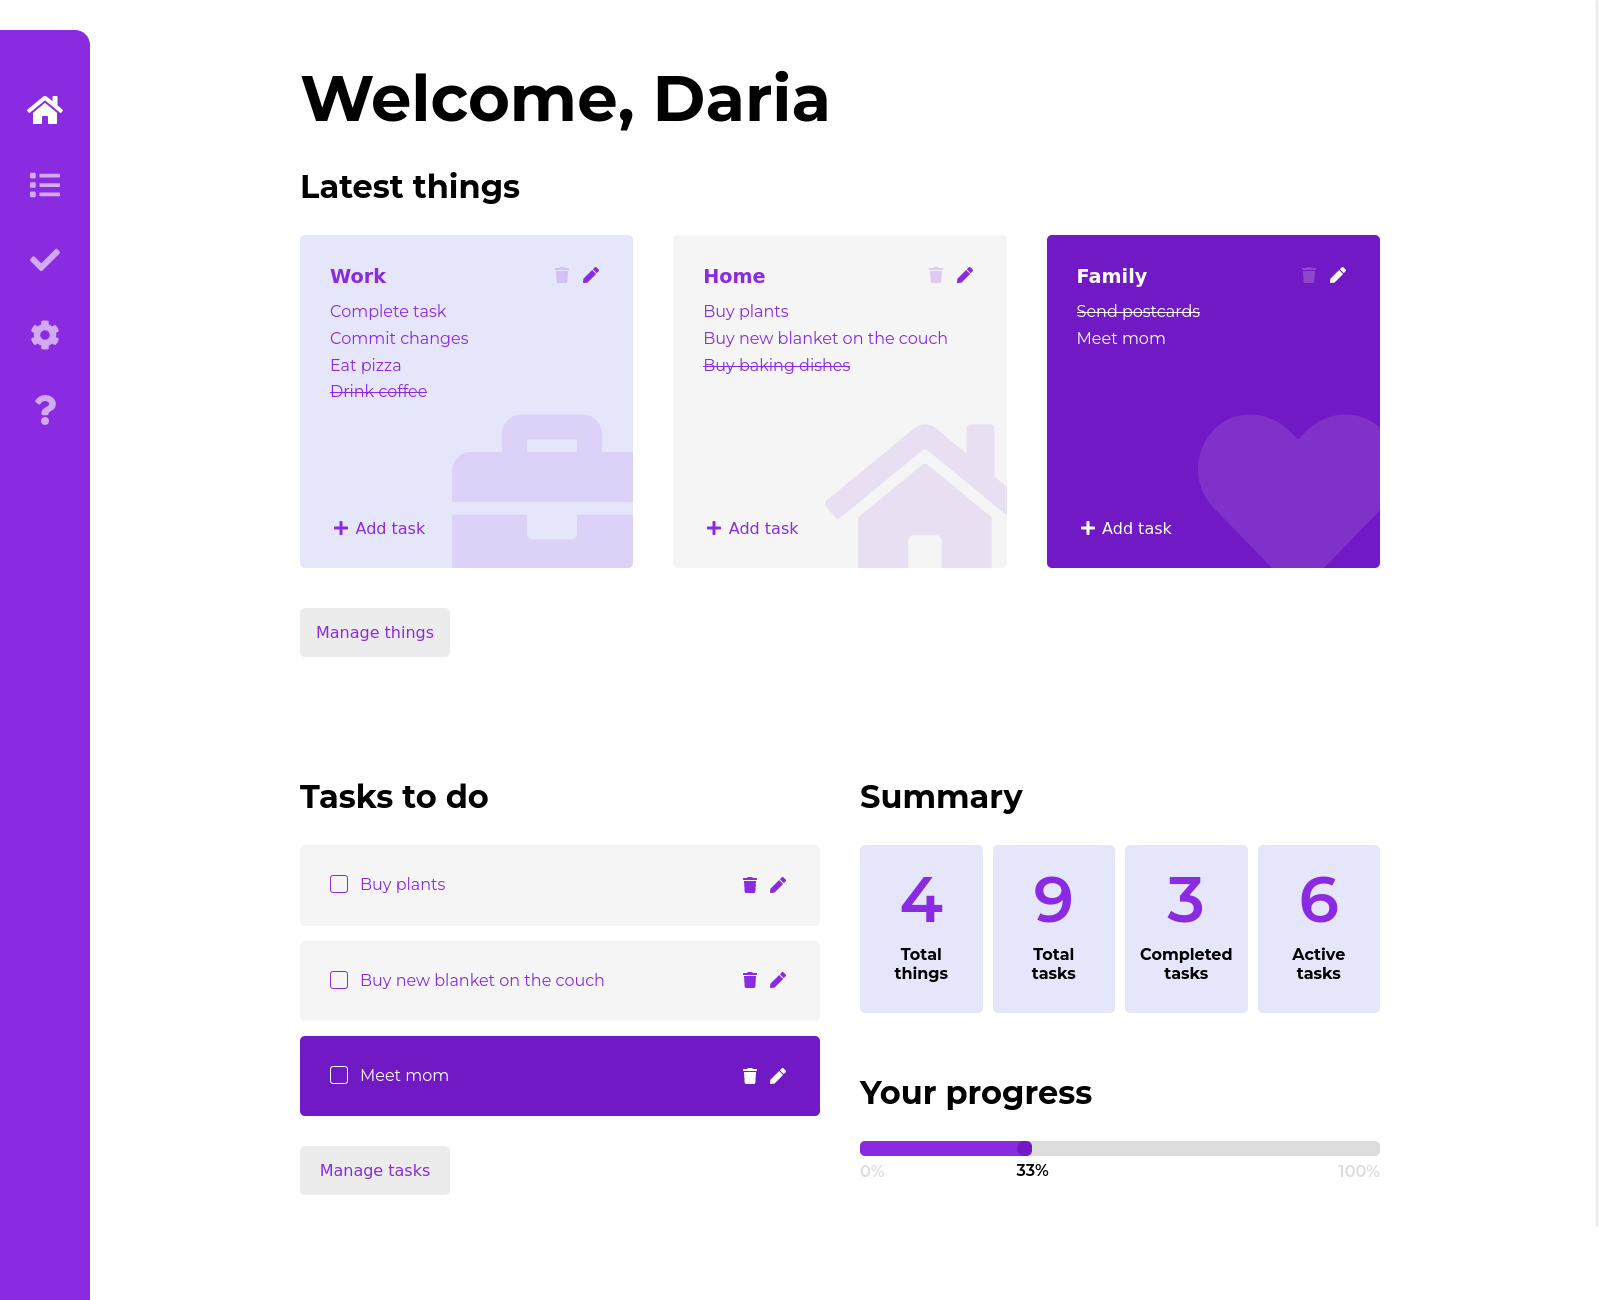 Welcome, Daria
Latest things
Work
Complete task
Commit changes
Eat pizza
Drink coffee
Add task
Home
Buy plants
Buy new blanket on the couch
Buy baking dishes
Add task
Family
Send postcards
Meet mom
Add task
Manage things
Tasks to do
Buy plants
Buy new blanket on the couch
Meet mom
Manage tasks
Summary
4
Total
things
9
Total
tasks
3
Completed
tasks
6
Active
tasks
Your progress
0%
33%
100%